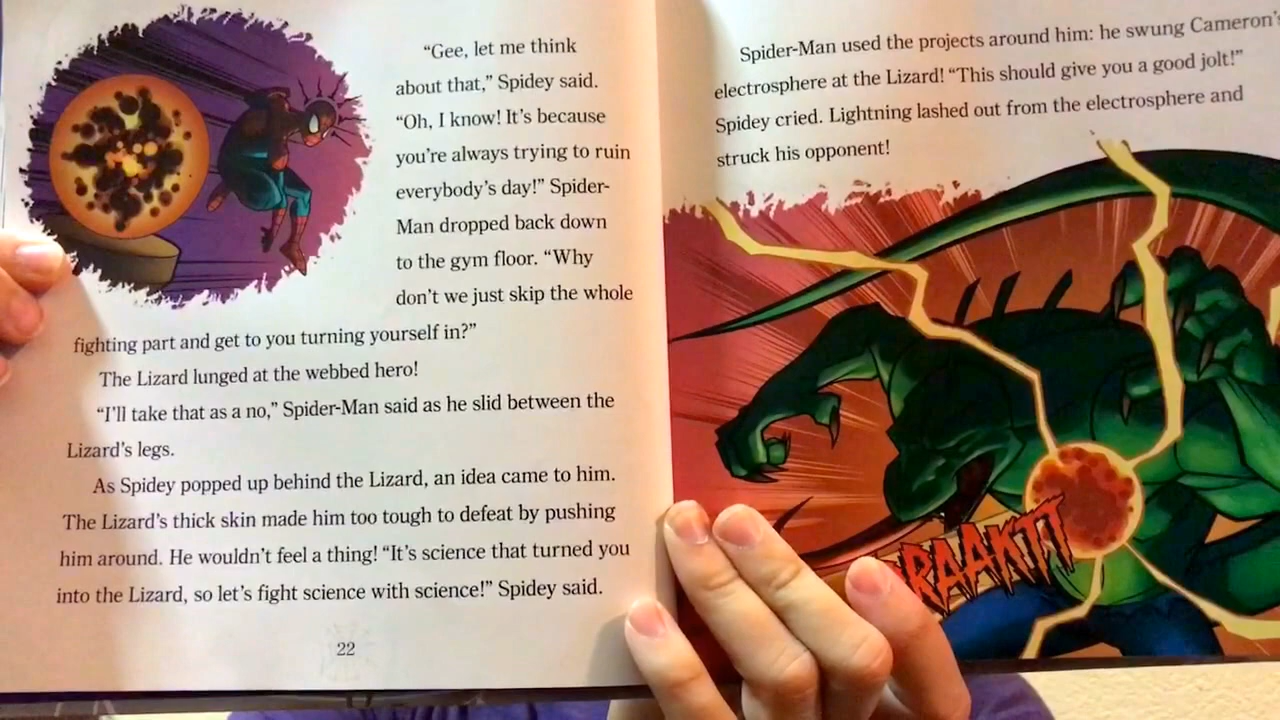 “Gee, let me think
about that,” Spidey said.
“Oh, I know! It’s because
you’re always trying to ruin
everybody’s day!” Spider-
Man dropped back down
to the gym floor. “Why
don’t we just skip the whole
fighting part and get to you turning yourself in?”
The Lizard lunged at the webbed hero!
“I’ll take that as a no,” Spider-Man said as he slid between the
Lizard’s legs.
As Spidey popped up behind the Lizard, an idea came to him.
The Lizard’s thick skin made him too tough to defeat by pushing
him around. He wouldn’t feel a thing! “It’s science that turned you
into the Lizard, so let’s fight science with science!” Spidey said.
22
Spider-Man used the projects around him: he swung Cameron’s
electrosphere at the Lizard! “This should give you a good jolt!”
Spidey cried. Lightning lashed out from the electrosphere and
struck his opponent!
RAAKTT